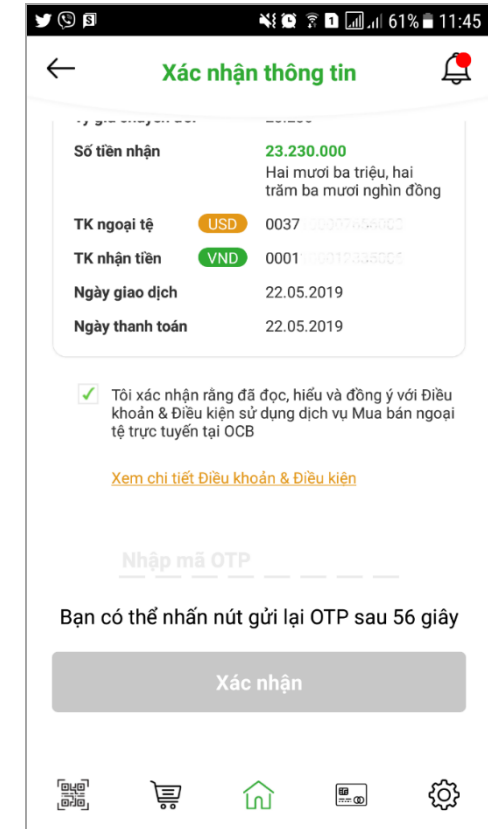 61% 11:45
Xác nhận thông tin
Số tiền nhận 23.230.000
Hai mươi ba triệu, hai
trăm ba mươi nghìn đồng
TK ngoại tệ USD 0037
TK nhận tiền VND 0001
Ngày giao dịch 22.05.2019
Ngày thanh toán 22.05.2019
Tôi xác nhận rằng đã đọc, hiểu và đồng ý với Điều
khoản & Điều kiện sử dụng dịch vụ Mua bán ngoại
tệ trực tuyến tại OCB
Xem chi tiết Điều khoản & Điều kiện
Nhập mã OTP
Bạn có thể nhấn nút gửi lại OTP sau 56 giây
Xác nhận